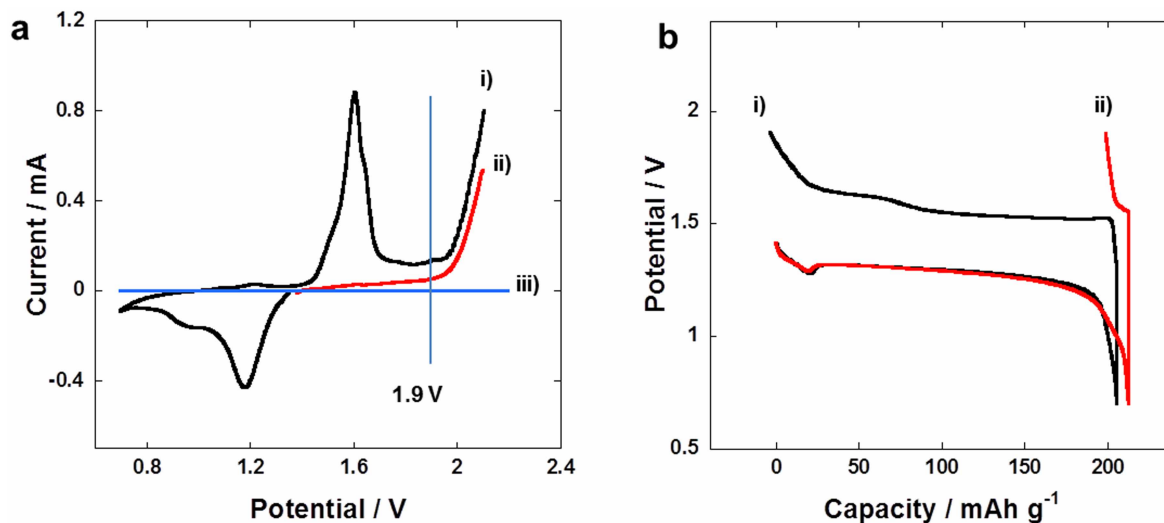 a
Current / mA
1.2
0.8
0.4
0
-0.4
i)
ii)
iii)
1.9 V
0.8
1.2
1.6
2
2.4
Potential / V
b
Potential / V
2
1.5
1
0.5
i)
ii)
0
50
100
150
200
Capacity / mAh g⁻¹